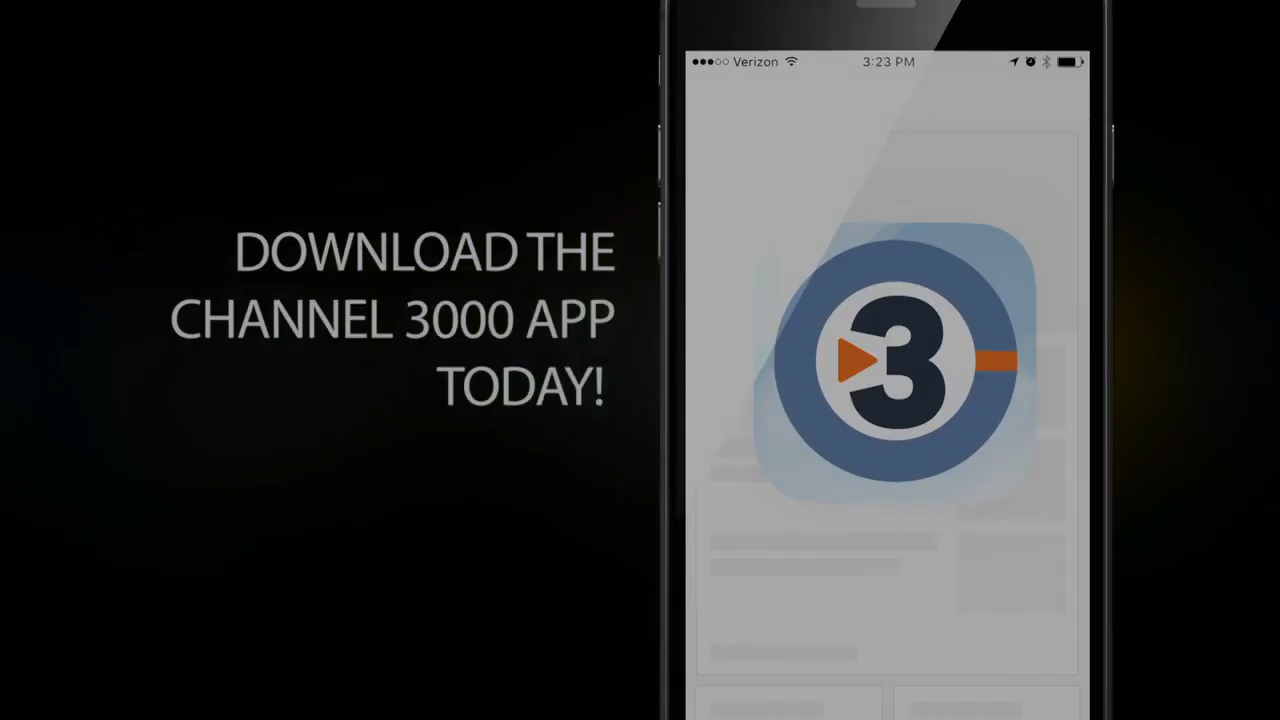 Verizon 3:23 PM
DOWNLOAD THE
CHANNEL 3000 APP
TODAY!
3